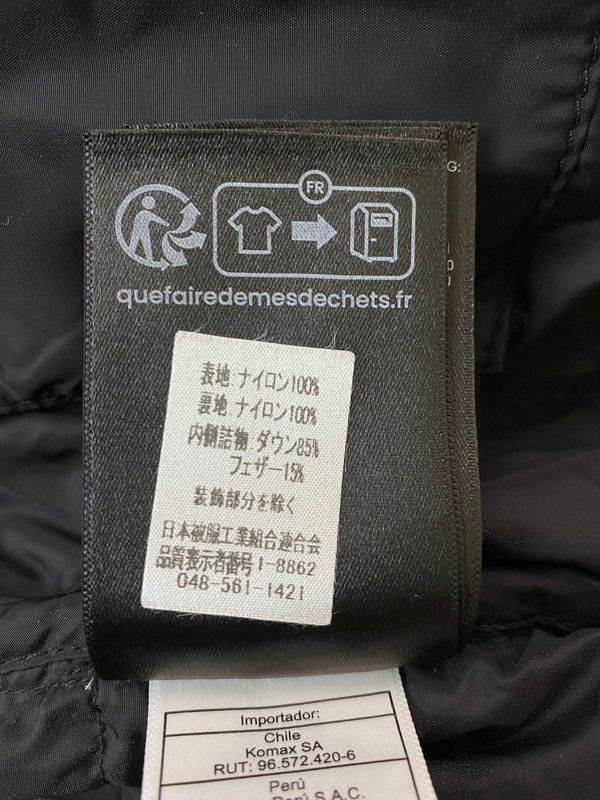 FR
quefairedemesdechets.fr
G:
表地 ナイロン100%
裏地 ナイロン100%
内側詰物:ダウン85%
フェザー15%
装飾部分を除く
日本被服工業組合連合会
品質表示者番号1-8862
048-561-1421
Importador:
Chile
Komax SA
RUT: 96.572.420-6
Perú
Perú S.A.C.